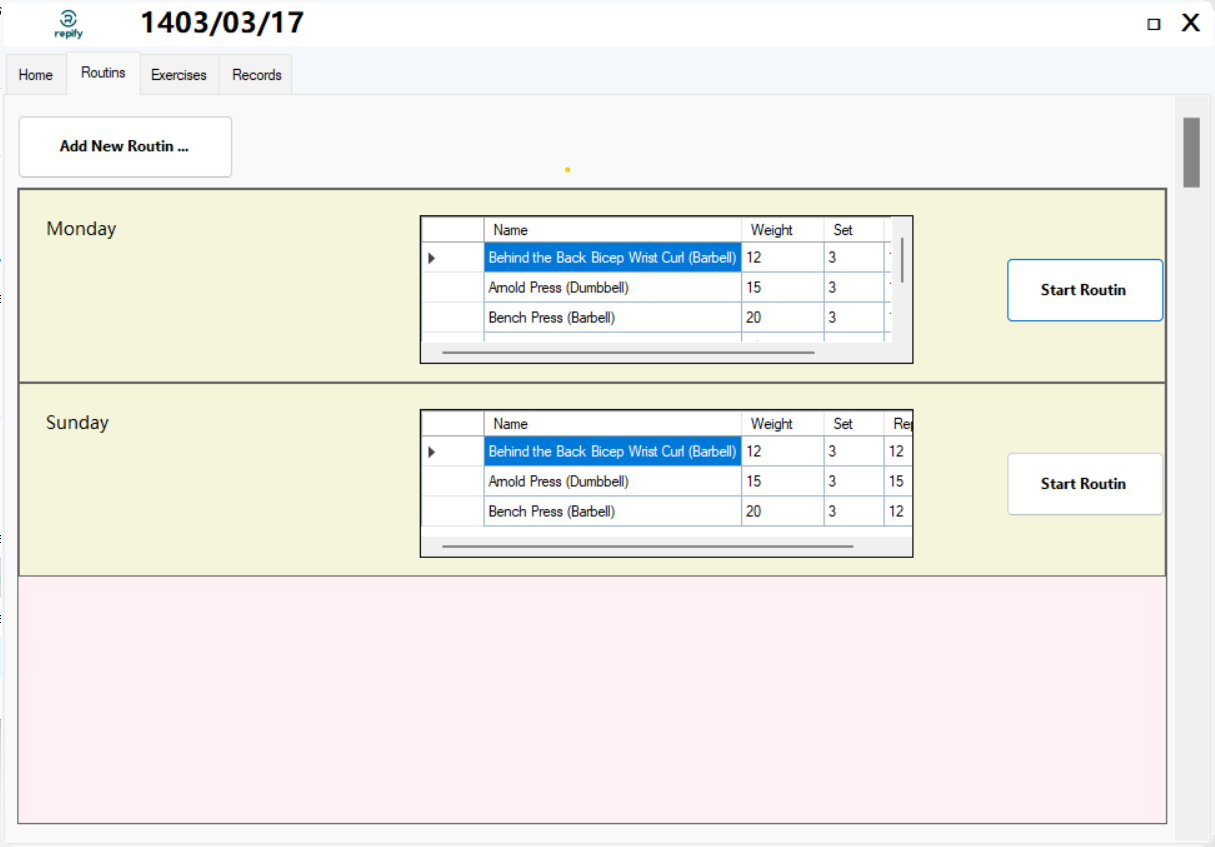 repify
1403/03/17
X
Home Routins Exercises Records
Add New Routin ...
Monday
Name Weight Set
Behind the Back Bicep Wrist Curl (Barbell) 12 3
Arnold Press (Dumbbell) 15 3
Bench Press (Barbell) 20 3
Start Routin
Sunday
Name Weight Set
Behind the Back Bicep Wrist Curl (Barbell) 12 3 12
Arnold Press (Dumbbell) 15 3 15
Bench Press (Barbell) 20 3 12
Start Routin